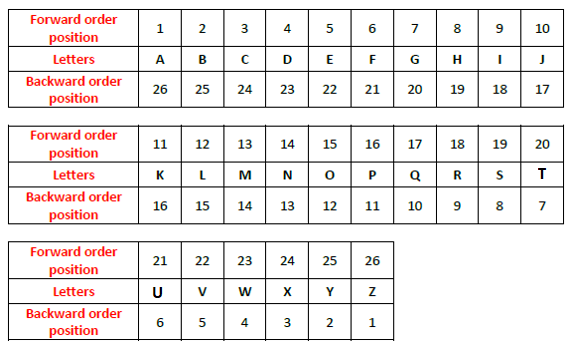 Forward order position 1 2 3 4 5 6 7 8 9 10
Letters A B C D E F G H I J
Backward order position 26 25 24 23 22 21 20 19 18 17
Forward order position 11 12 13 14 15 16 17 18 19 20
Letters K L M N O P Q R S T
Backward order position 16 15 14 13 12 11 10 9 8 7
Forward order position 21 22 23 24 25 26
Letters U V W X Y Z
Backward order position 6 5 4 3 2 1